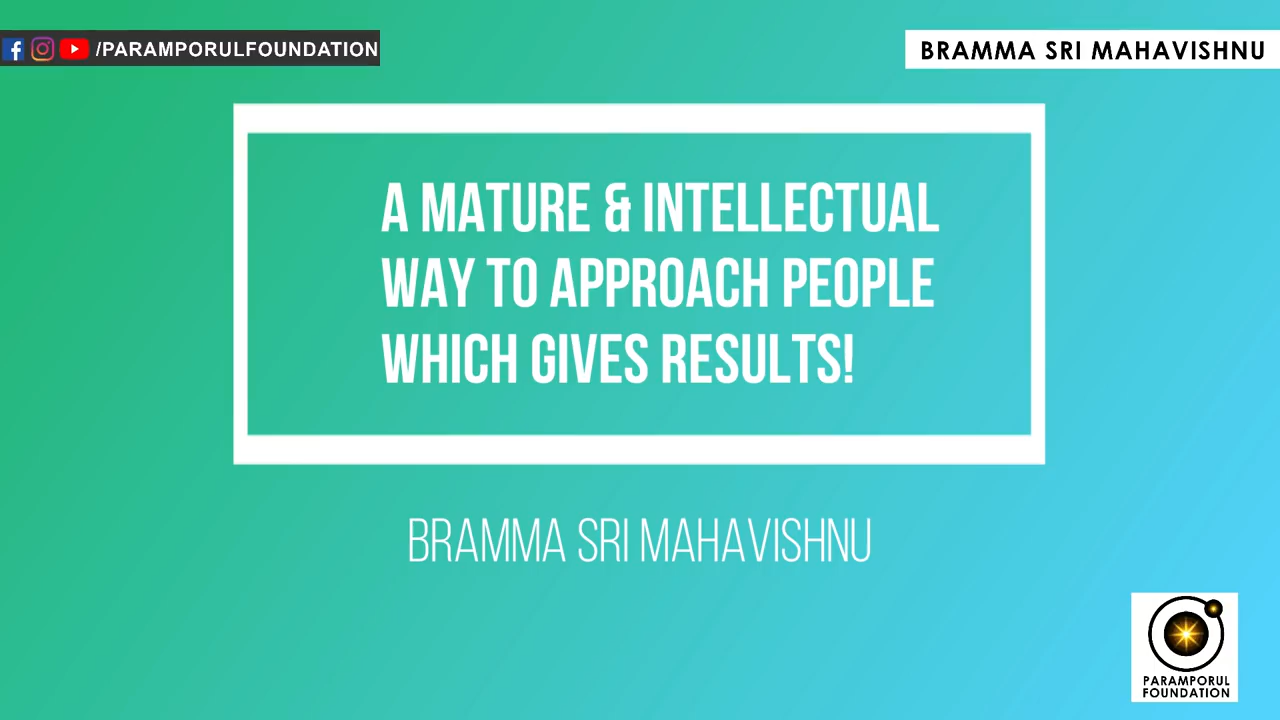 /PARAMPORULFOUNDATION
BRAMMA SRI MAHAVISHNU
A MATURE & INTELLECTUAL
WAY TO APPROACH PEOPLE
WHICH GIVES RESULTS!
BRAMMA SRI MAHAVISHNU
PARAMPORUL
FOUNDATION